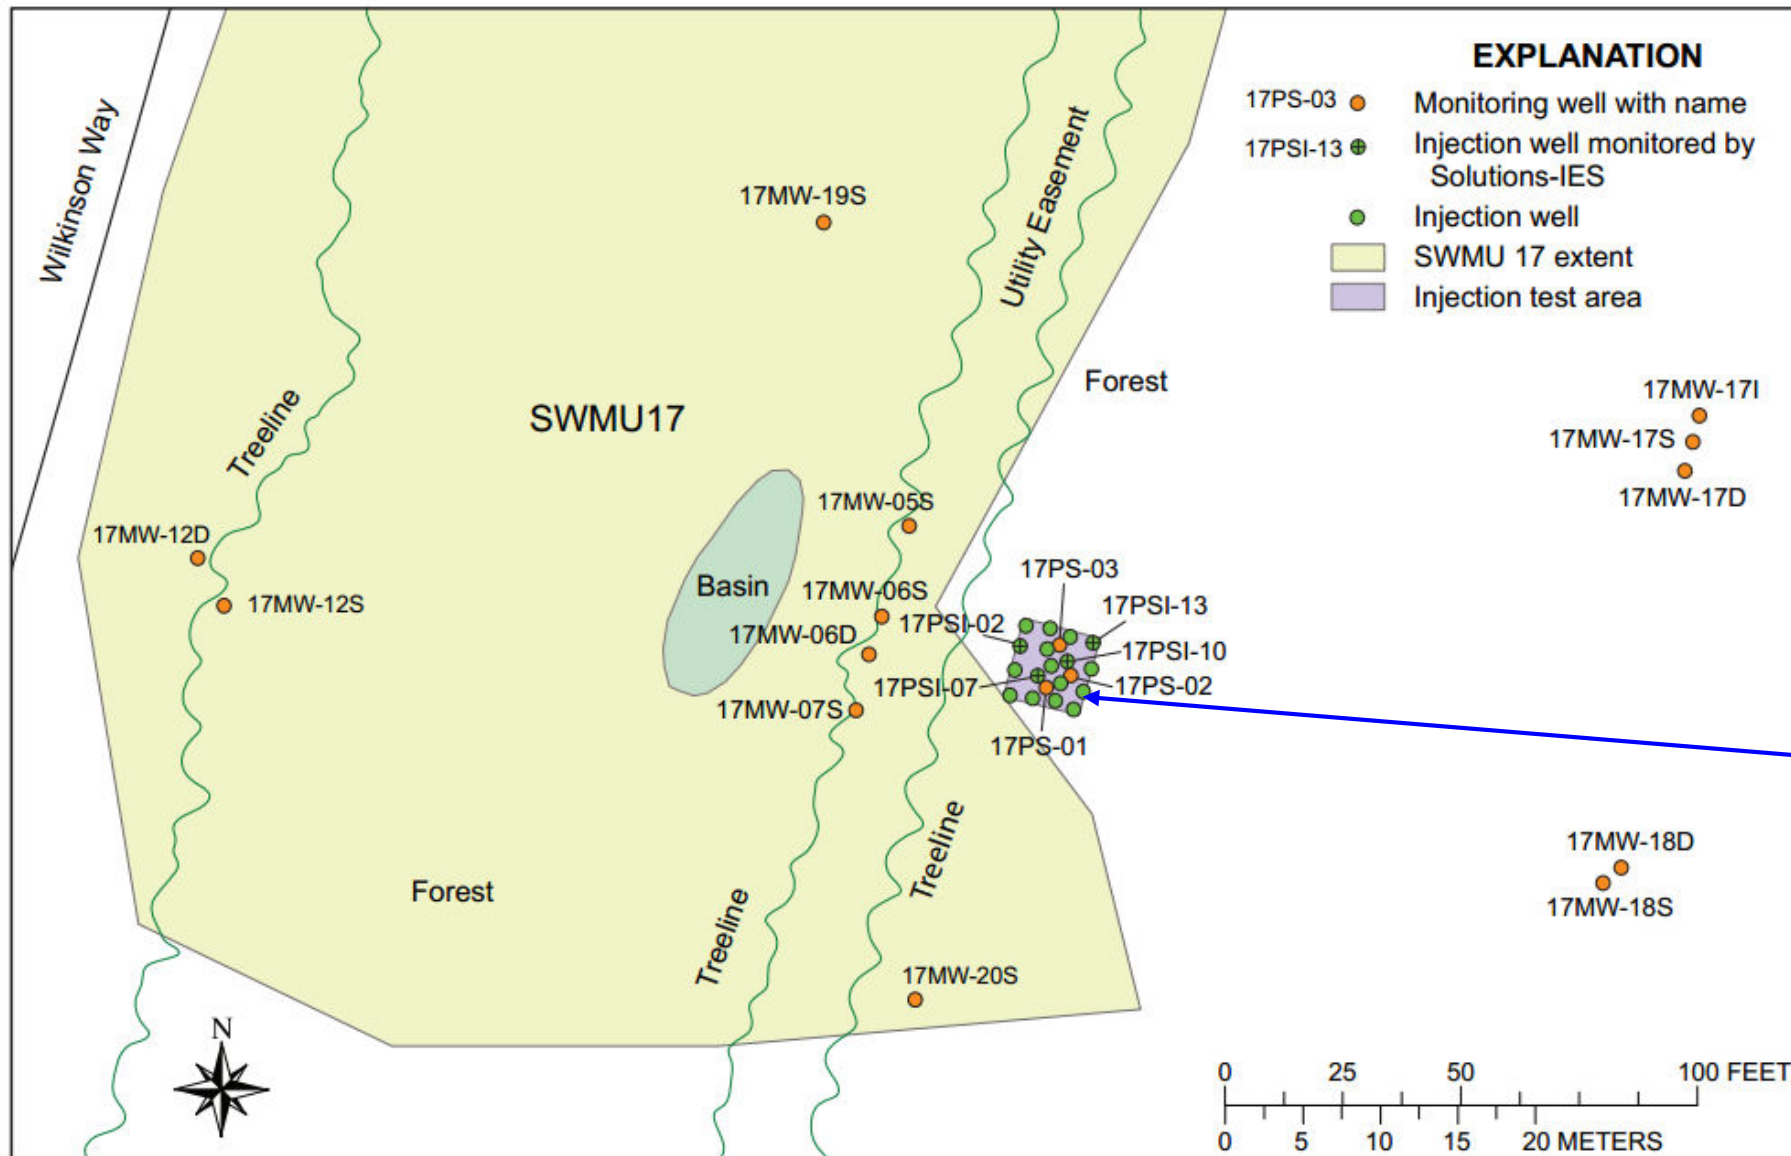 EXPLANATION
17PS-03 Monitoring well with name
17PSI-13 Injection well monitored by
Solutions-IES
Injection well
SWMU 17 extent
Injection test area
Wilkinson Way
17MW-19S
Utility Easement
Forest
17MW-17I
17MW-17S
17MW-17D
Treeline
SWMU17
17MW-05S
17MW-12D
17MW-12S
Basin
17MW-06S
17MW-06D
17MW-07S
17PS-03
17PSI-13
17PSI-02
17PSI-10
17PSI-07
17PS-02
17PS-01
Treeline
17MW-18D
17MW-18S
Forest
Treeline
17MW-20S
N
0 25 50 100 FEET
0 5 10 15 20 METERS